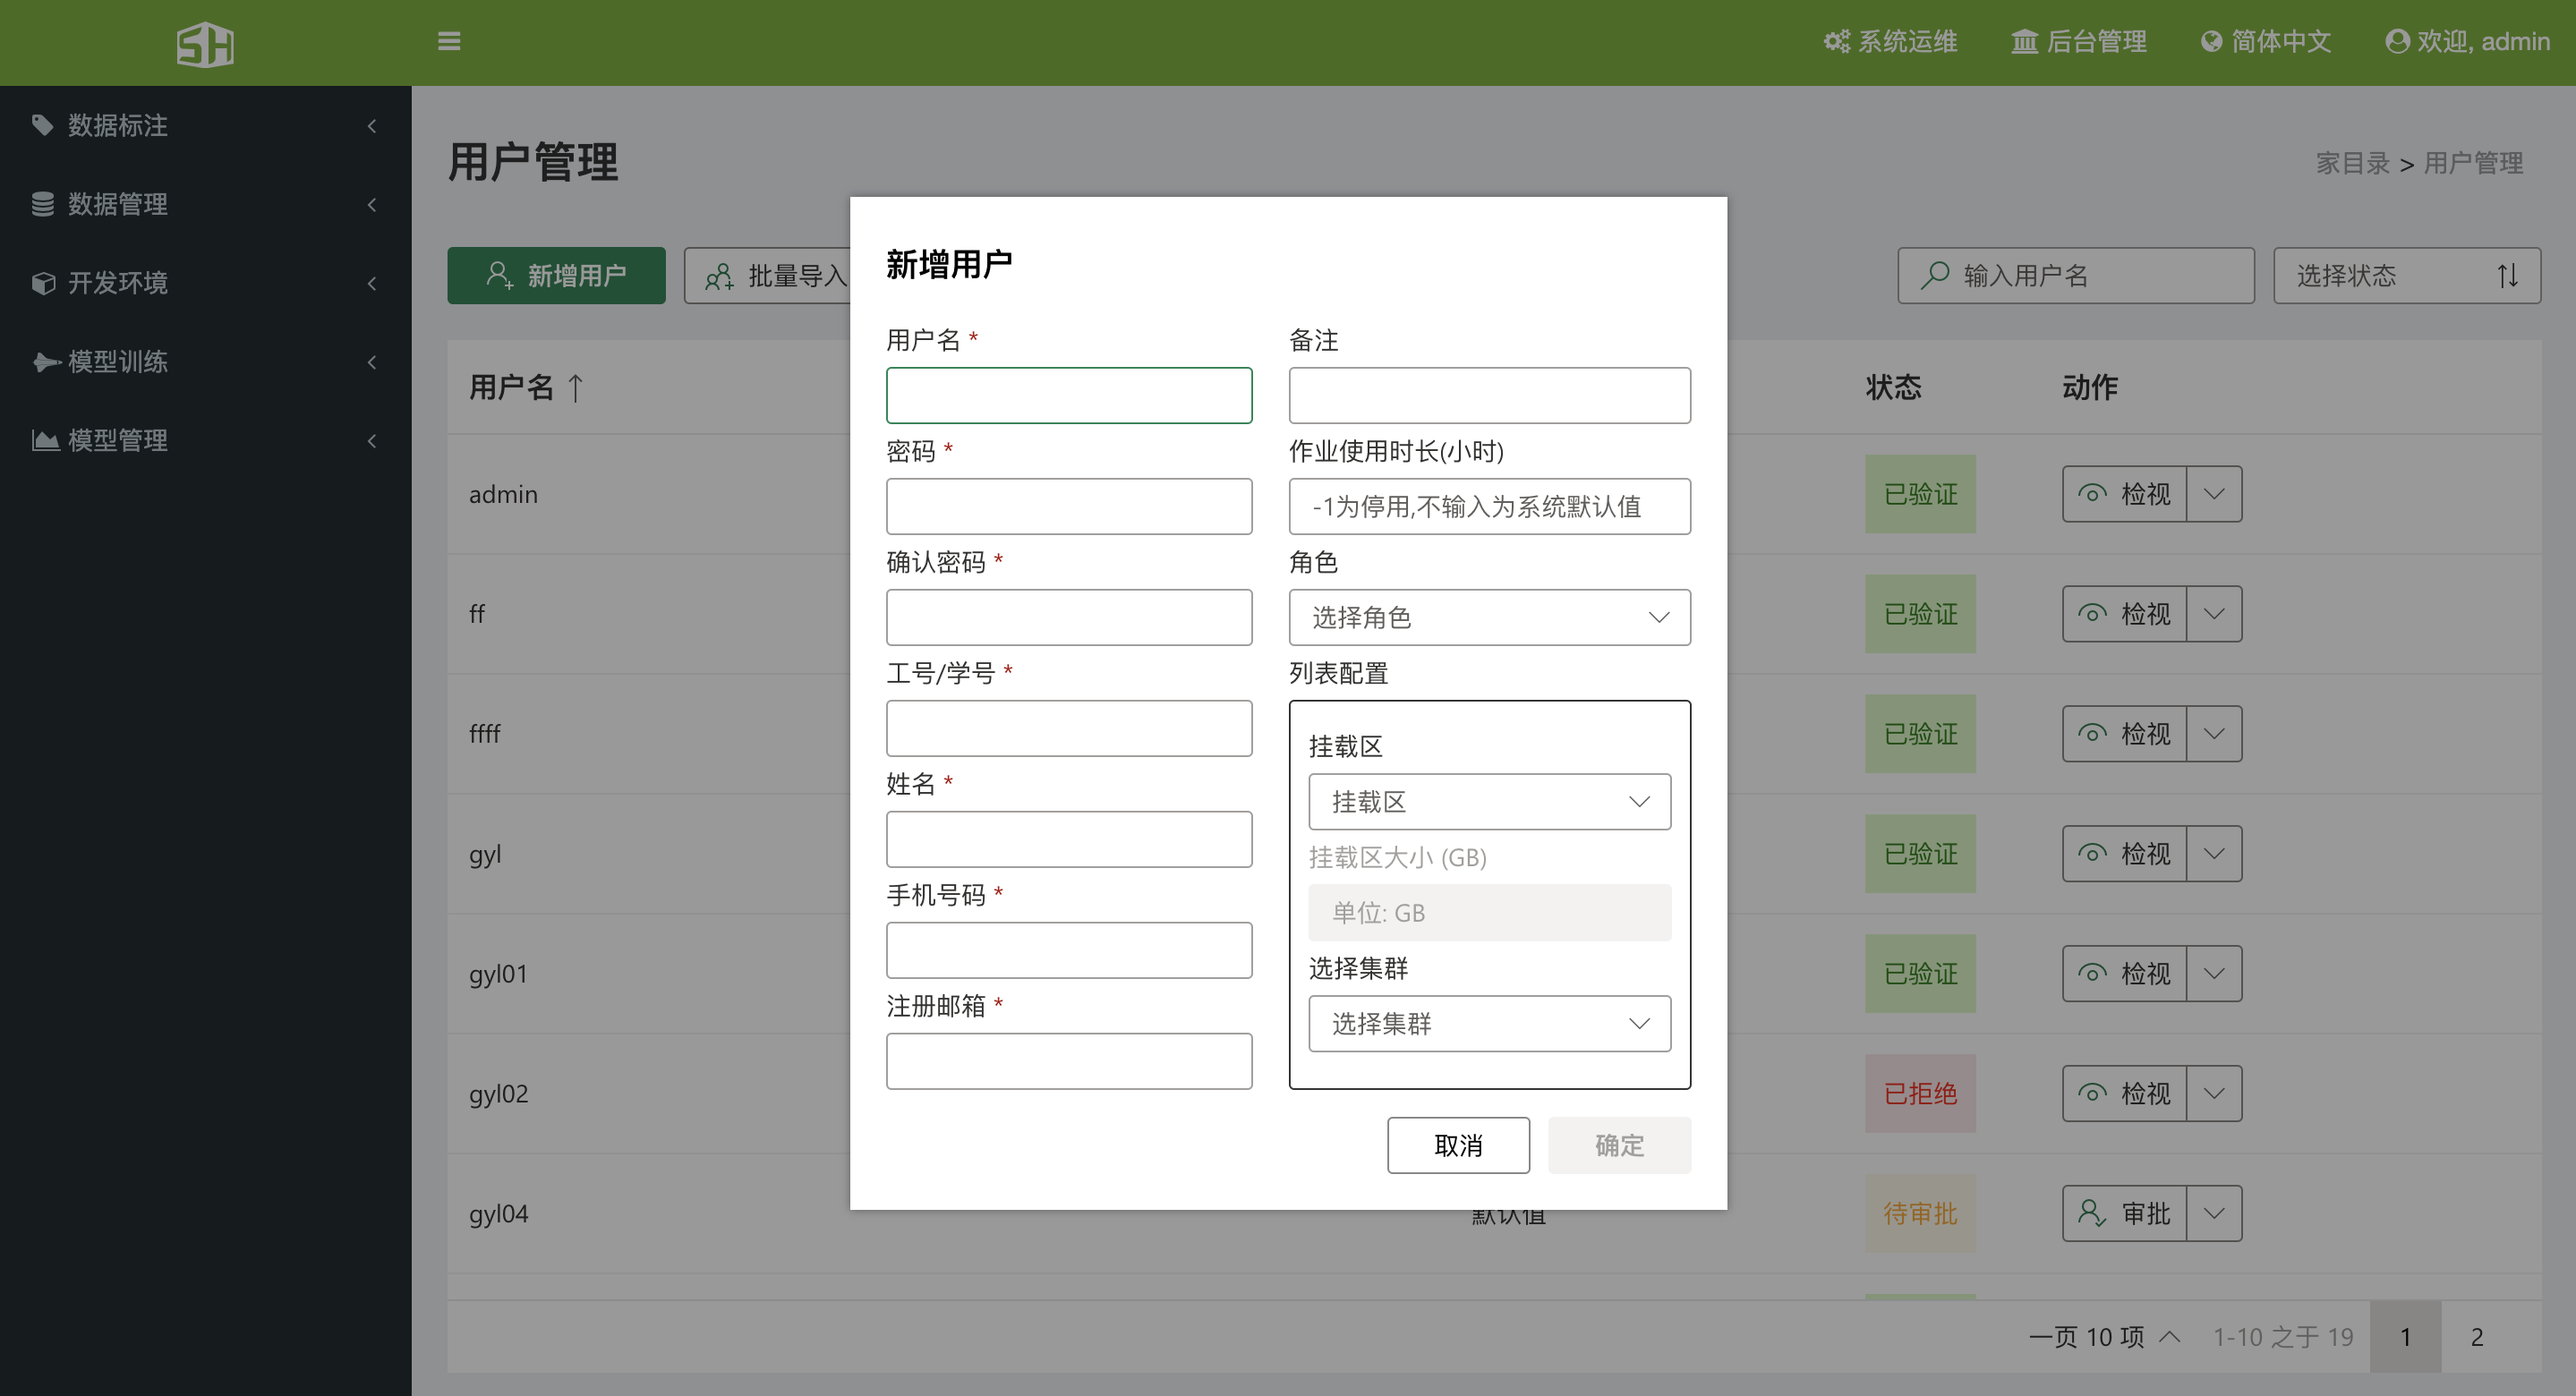 SH
系统运维
后台管理
简体中文
欢迎, admin
数据标注
数据管理
开发环境
模型训练
模型管理
用户管理
家目录 > 用户管理
新增用户
批量导入
输入用户名
选择状态
用户名
状态
动作
admin
已验证
检视
ff
已验证
检视
ffff
已验证
检视
gyl
已验证
检视
gyl01
已验证
检视
gyl02
已拒绝
检视
gyl04
默认值
待审批
审批
一页 10 项
1-10 之于 19
1
2
新增用户
用户名 *
密码 *
确认密码 *
工号/学号 *
姓名 *
手机号码 *
注册邮箱 *
备注
作业使用时长(小时)
-1为停用,不输入为系统默认值
角色
选择角色
列表配置
挂载区
挂载区
挂载区大小 (GB)
单位: GB
选择集群
选择集群
取消
确定